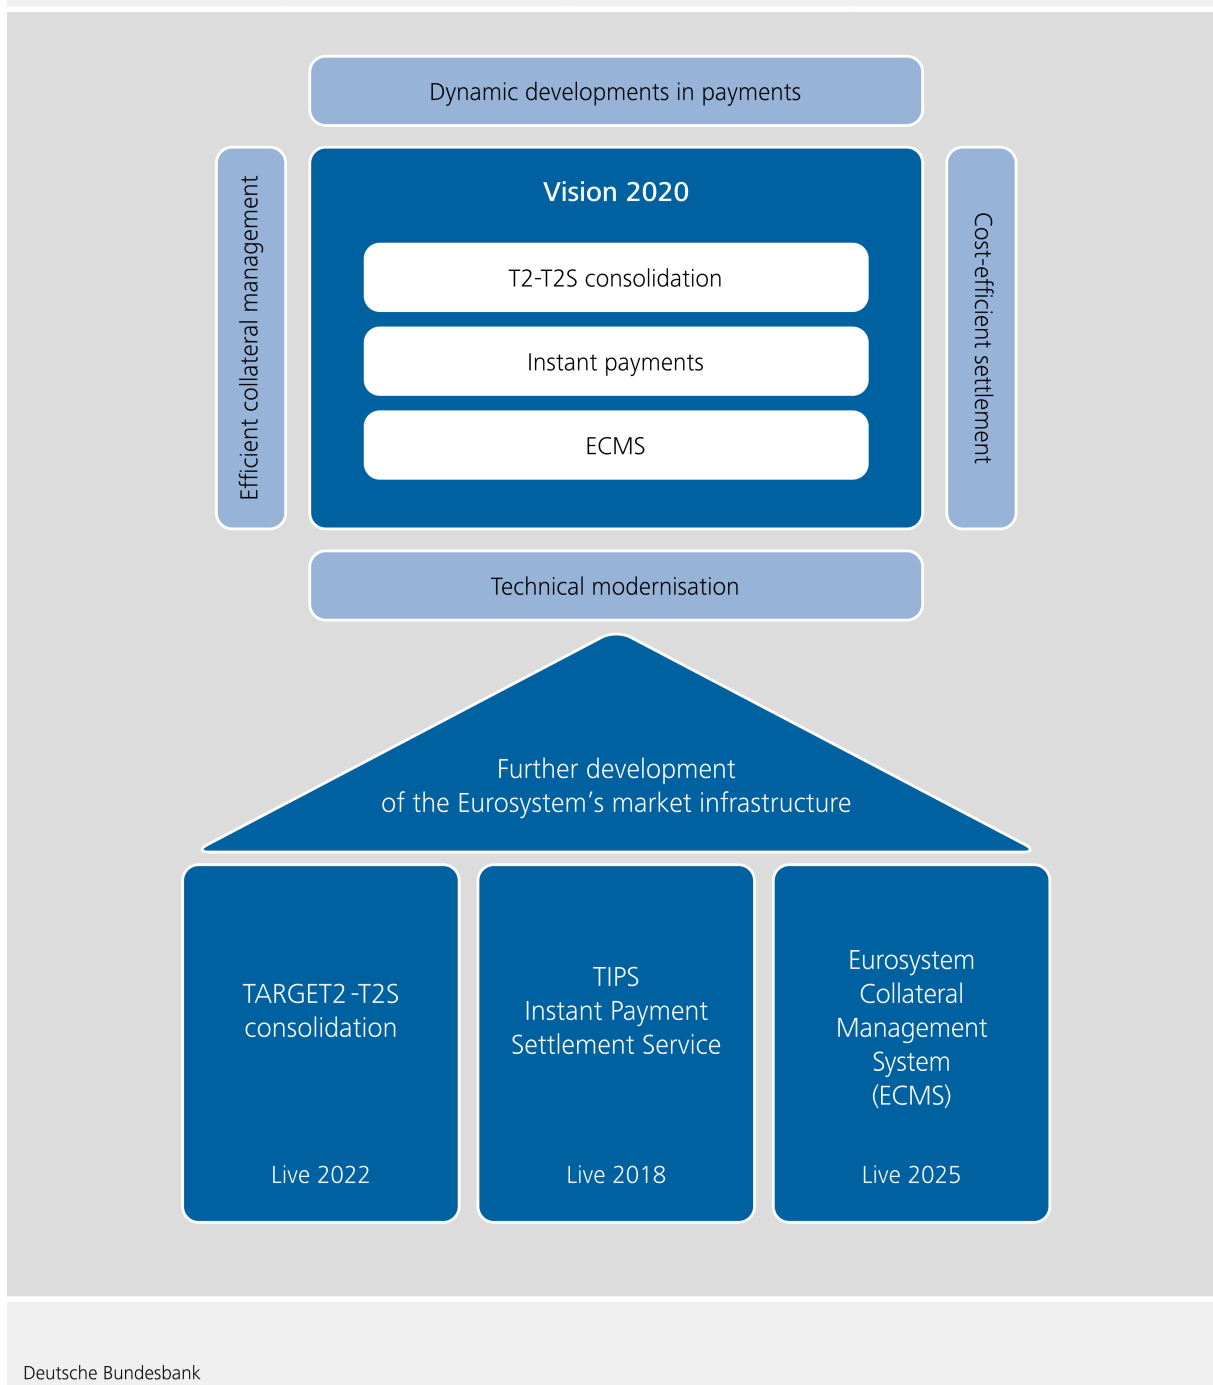 Dynamic developments in payments
Efficient collateral management
Vision 2020
T2-T2S consolidation
Instant payments
ECMS
Cost-efficient settlement
Technical modernisation
Further development
of the Eurosystem’s market infrastructure
TARGET2-T2S
consolidation
Live 2022
TIPS
Instant Payment
Settlement Service
Live 2018
Eurosystem
Collateral
Management
System
(ECMS)
Live 2025
Deutsche Bundesbank